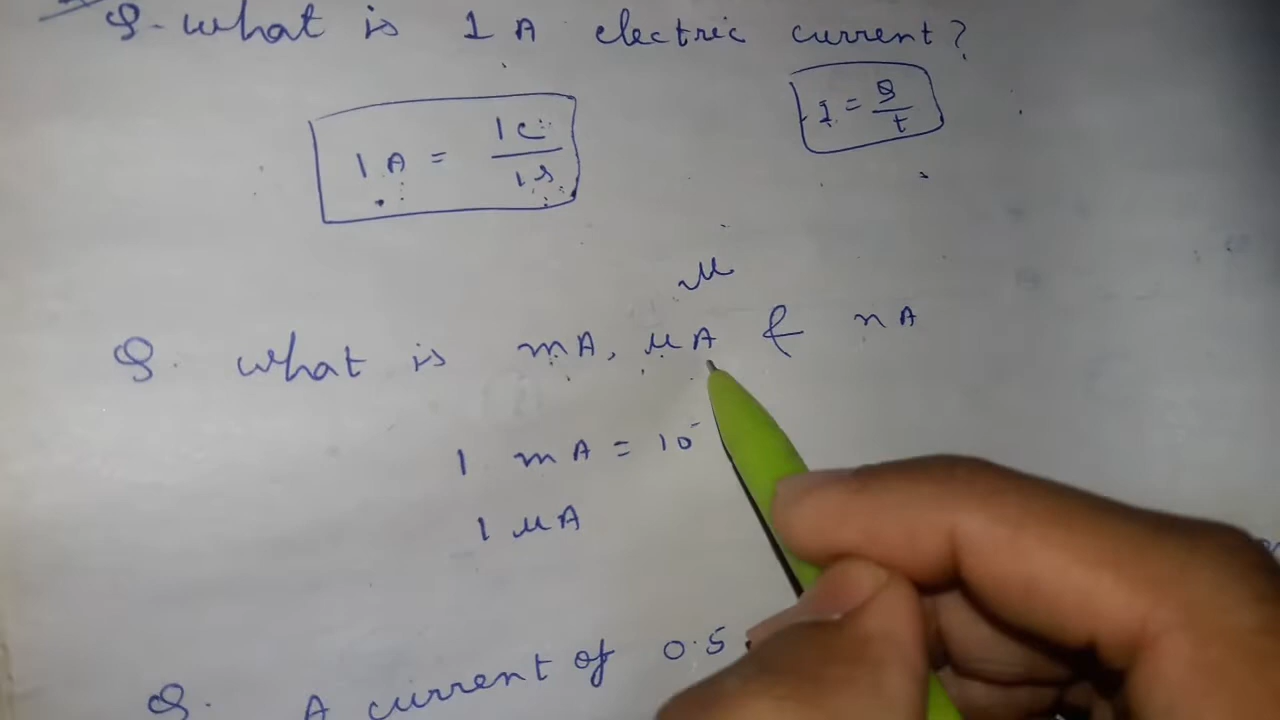 Q. What is 1 A electric current?
1 A = 1C / 1s
I = Q / t
μ
Q. What is mA, μA & nA
1 mA = 10⁻
1 μA
Q. A current of 0.5